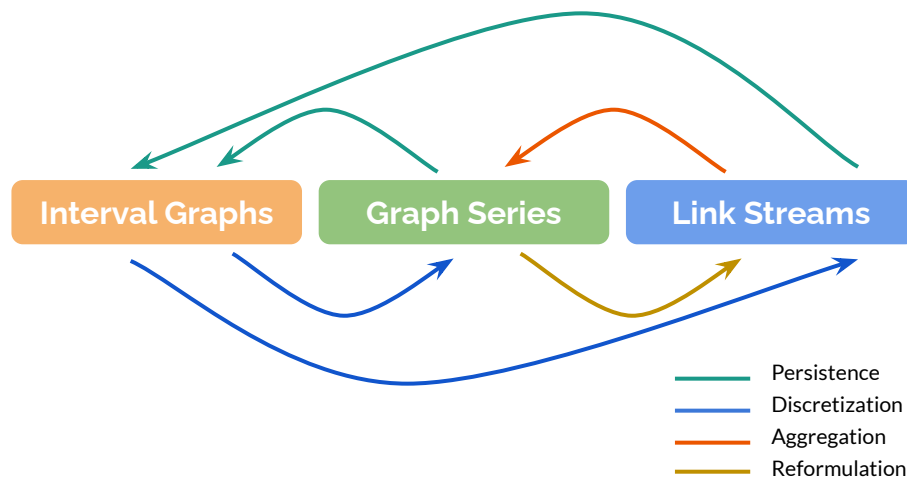 Interval Graphs
Graph Series
Link Streams
Persistence
Discretization
Aggregation
Reformulation